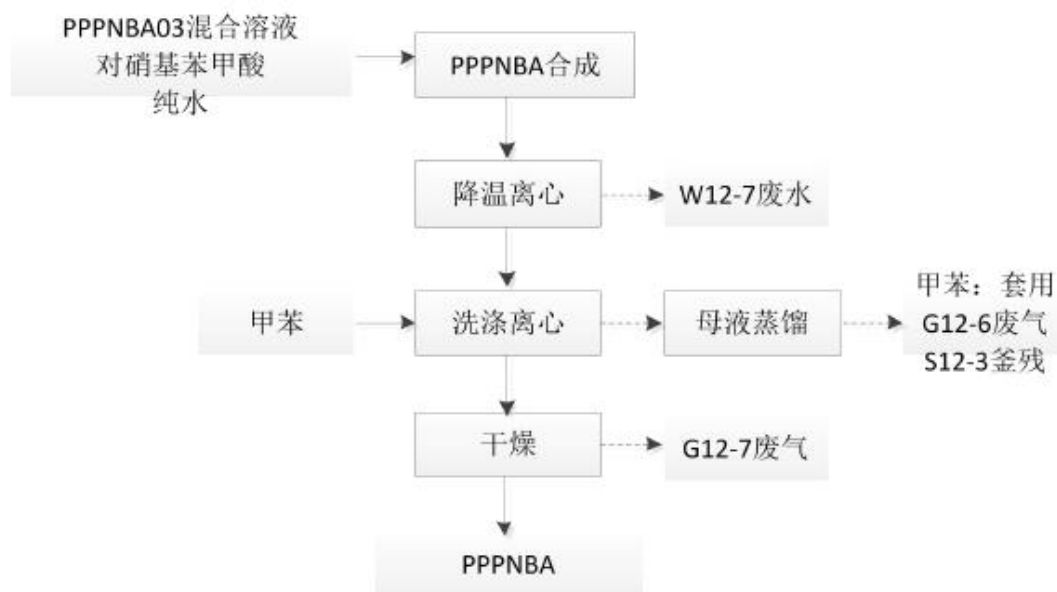 PPPNBA03混合溶液
对硝基苯甲酸
纯水
PPPNBA合成
降温离心
W12-7废水
甲苯
洗涤离心
母液蒸馏
甲苯：套用
G12-6废气
S12-3釜残
干燥
G12-7废气
PPPNBA